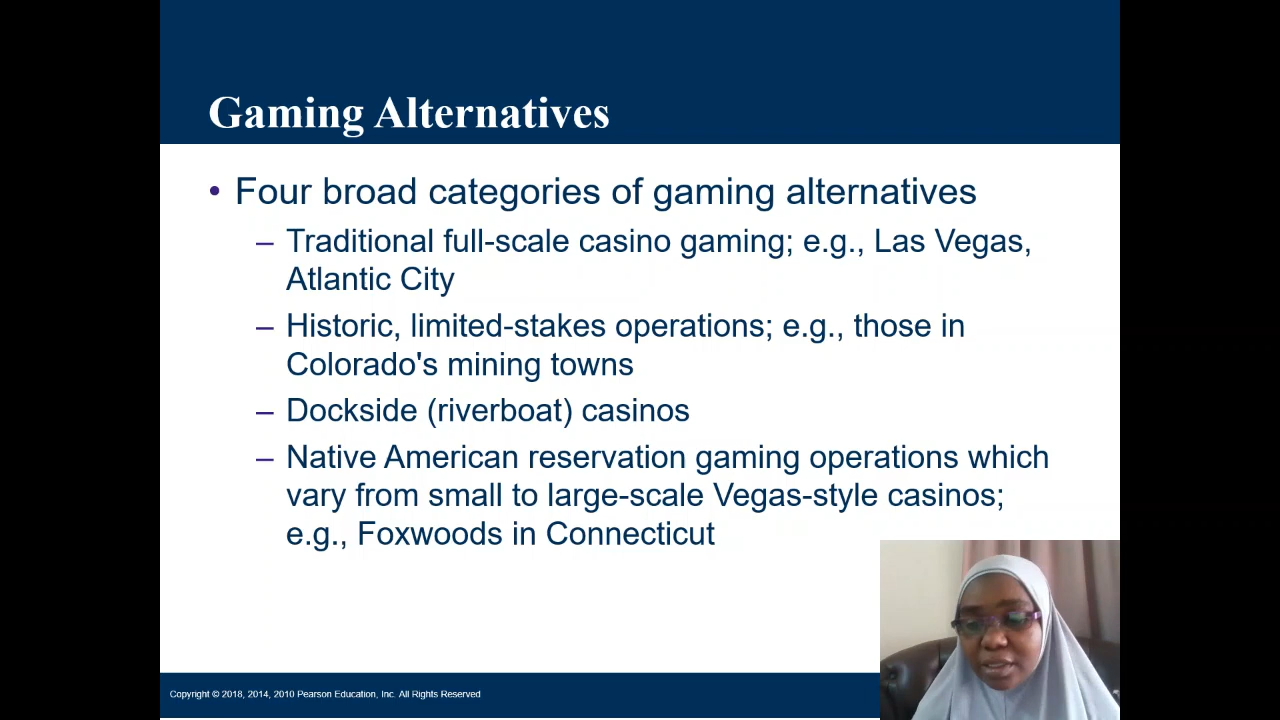 Gaming Alternatives
• Four broad categories of gaming alternatives
– Traditional full-scale casino gaming; e.g., Las Vegas,
Atlantic City
– Historic, limited-stakes operations; e.g., those in
Colorado's mining towns
– Dockside (riverboat) casinos
– Native American reservation gaming operations which
vary from small to large-scale Vegas-style casinos;
e.g., Foxwoods in Connecticut
Copyright © 2018, 2014, 2010 Pearson Education, Inc. All Rights Reserved